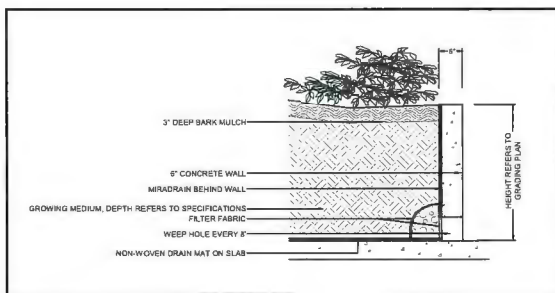 6"
3" DEEP BARK MULCH
6" CONCRETE WALL
MIRADRAIN BEHIND WALL
GROWING MEDIUM, DEPTH REFERS TO SPECIFICATIONS
FILTER FABRIC
WEEP HOLE EVERY 8'
NON-WOVEN DRAIN MAT ON SLAB
HEIGHT REFERS TO
GRADING PLAN